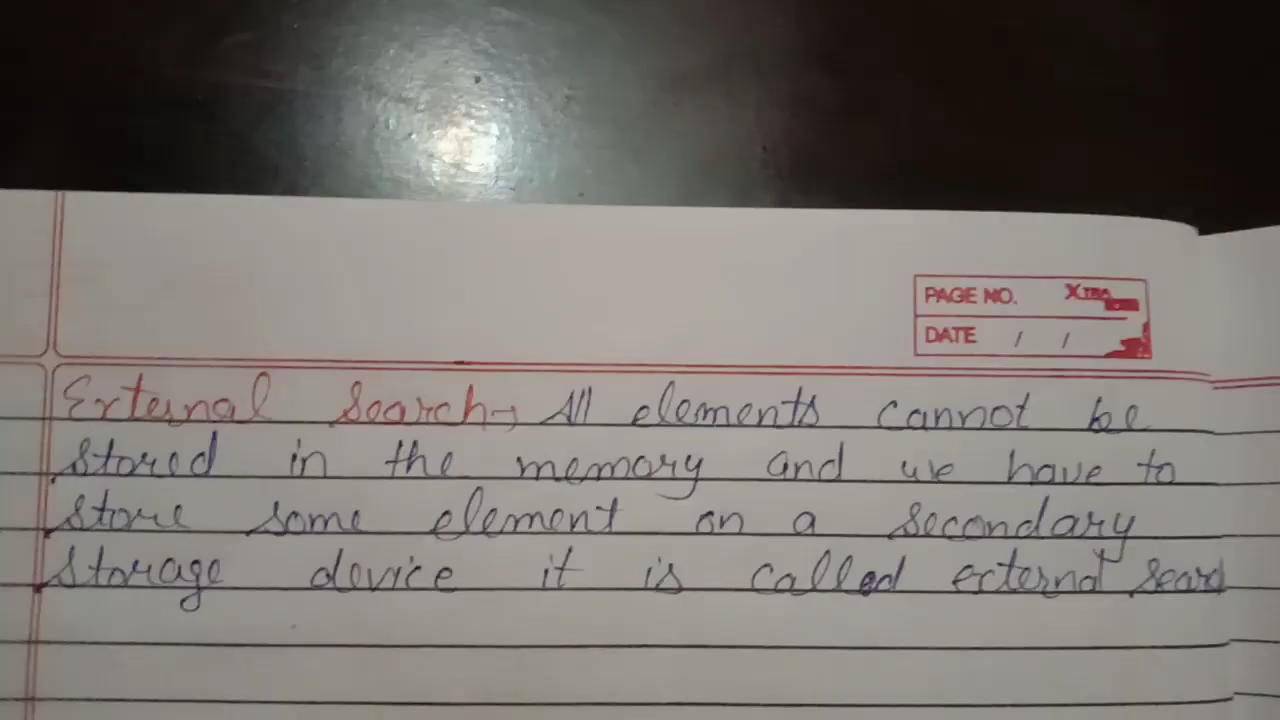 PAGE NO.
DATE / /
External Search→ All elements cannot be
stored in the memory and we have to
store some element on a secondary
storage device it is called external